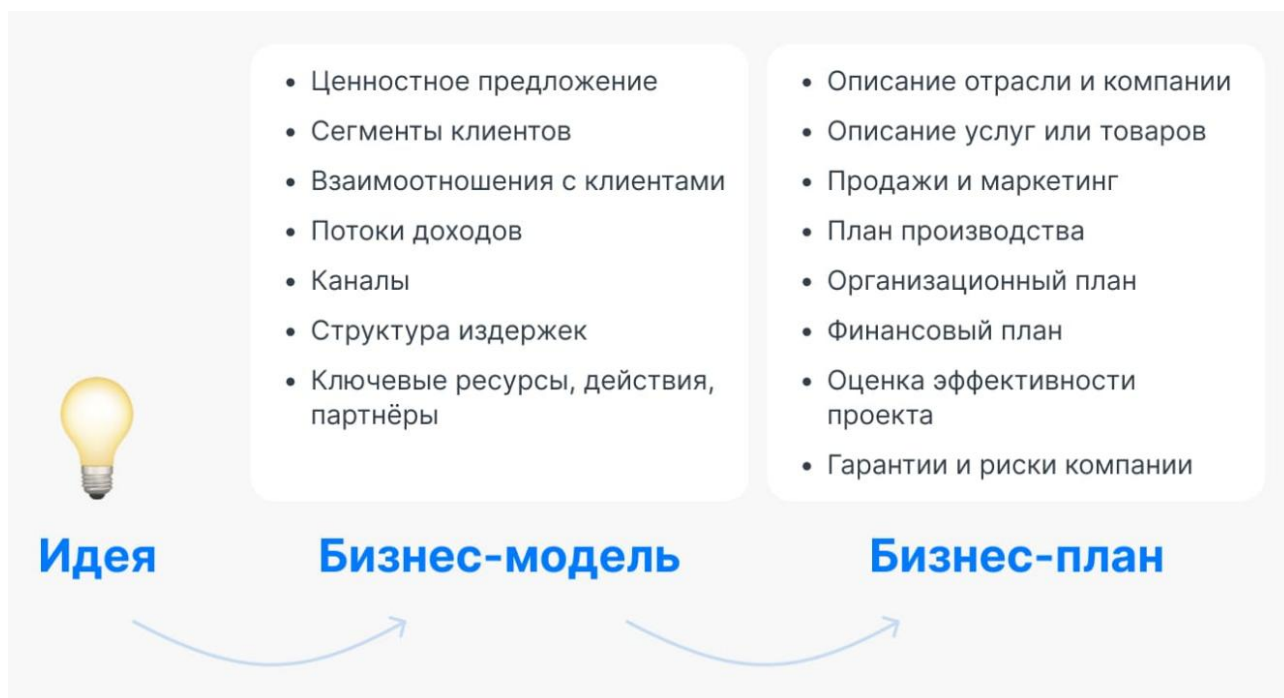 • Ценностное предложение
• Сегменты клиентов
• Взаимоотношения с клиентами
• Потоки доходов
• Каналы
• Структура издержек
• Ключевые ресурсы, действия,
партнёры
• Описание отрасли и компании
• Описание услуг или товаров
• Продажи и маркетинг
• План производства
• Организационный план
• Финансовый план
• Оценка эффективности
проекта
• Гарантии и риски компании
Идея
Бизнес-модель
Бизнес-план